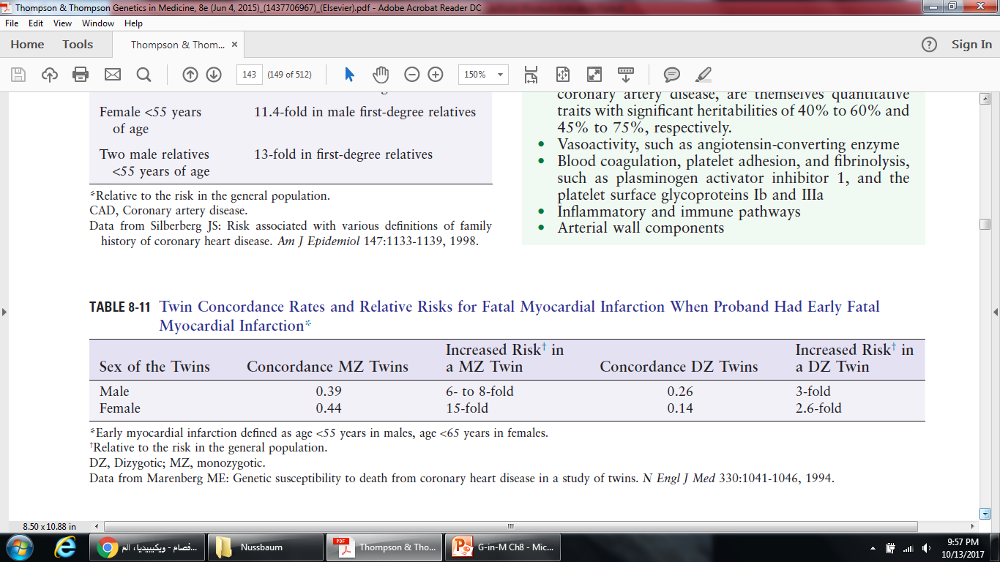 Thompson & Thompson Genetics in Medicine, 8e (Jun 4, 2015)_(1437706967)_(Elsevier).pdf - Adobe Acrobat Reader DC
File Edit View Window Help
Home Tools Thompson & Thom... × ? Sign In
143 (149 of 512) 150%
Female <55 years
of age
11.4-fold in male first-degree relatives
Two male relatives
<55 years of age
13-fold in first-degree relatives
*Relative to the risk in the general population.
CAD, Coronary artery disease.
Data from Silberberg JS: Risk associated with various definitions of family
history of coronary heart disease. Am J Epidemiol 147:1133-1139, 1998.
coronary artery disease, are themselves quantitative
traits with significant heritabilities of 40% to 60% and
45% to 75%, respectively.
• Vasoactivity, such as angiotensin-converting enzyme
• Blood coagulation, platelet adhesion, and fibrinolysis,
such as plasminogen activator inhibitor 1, and the
platelet surface glycoproteins Ib and IIIa
• Inflammatory and immune pathways
• Arterial wall components
TABLE 8-11 Twin Concordance Rates and Relative Risks for Fatal Myocardial Infarction When Proband Had Early Fatal
Myocardial Infarction*
Sex of the Twins Concordance MZ Twins Increased Risk† in a MZ Twin Concordance DZ Twins Increased Risk† in a DZ Twin
Male 0.39 6- to 8-fold 0.26 3-fold
Female 0.44 15-fold 0.14 2.6-fold
*Early myocardial infarction defined as age <55 years in males, age <65 years in females.
†Relative to the risk in the general population.
DZ, Dizygotic; MZ, monozygotic.
Data from Marenberg ME: Genetic susceptibility to death from coronary heart disease in a study of twins. N Engl J Med 330:1041-1046, 1994.
8.50 x 10.88 in
فصام - ويكيبيديا، الم... Nussbaum Thompson & Tho... G-in-M Ch8 - Mic...
9:57 PM
10/13/2017